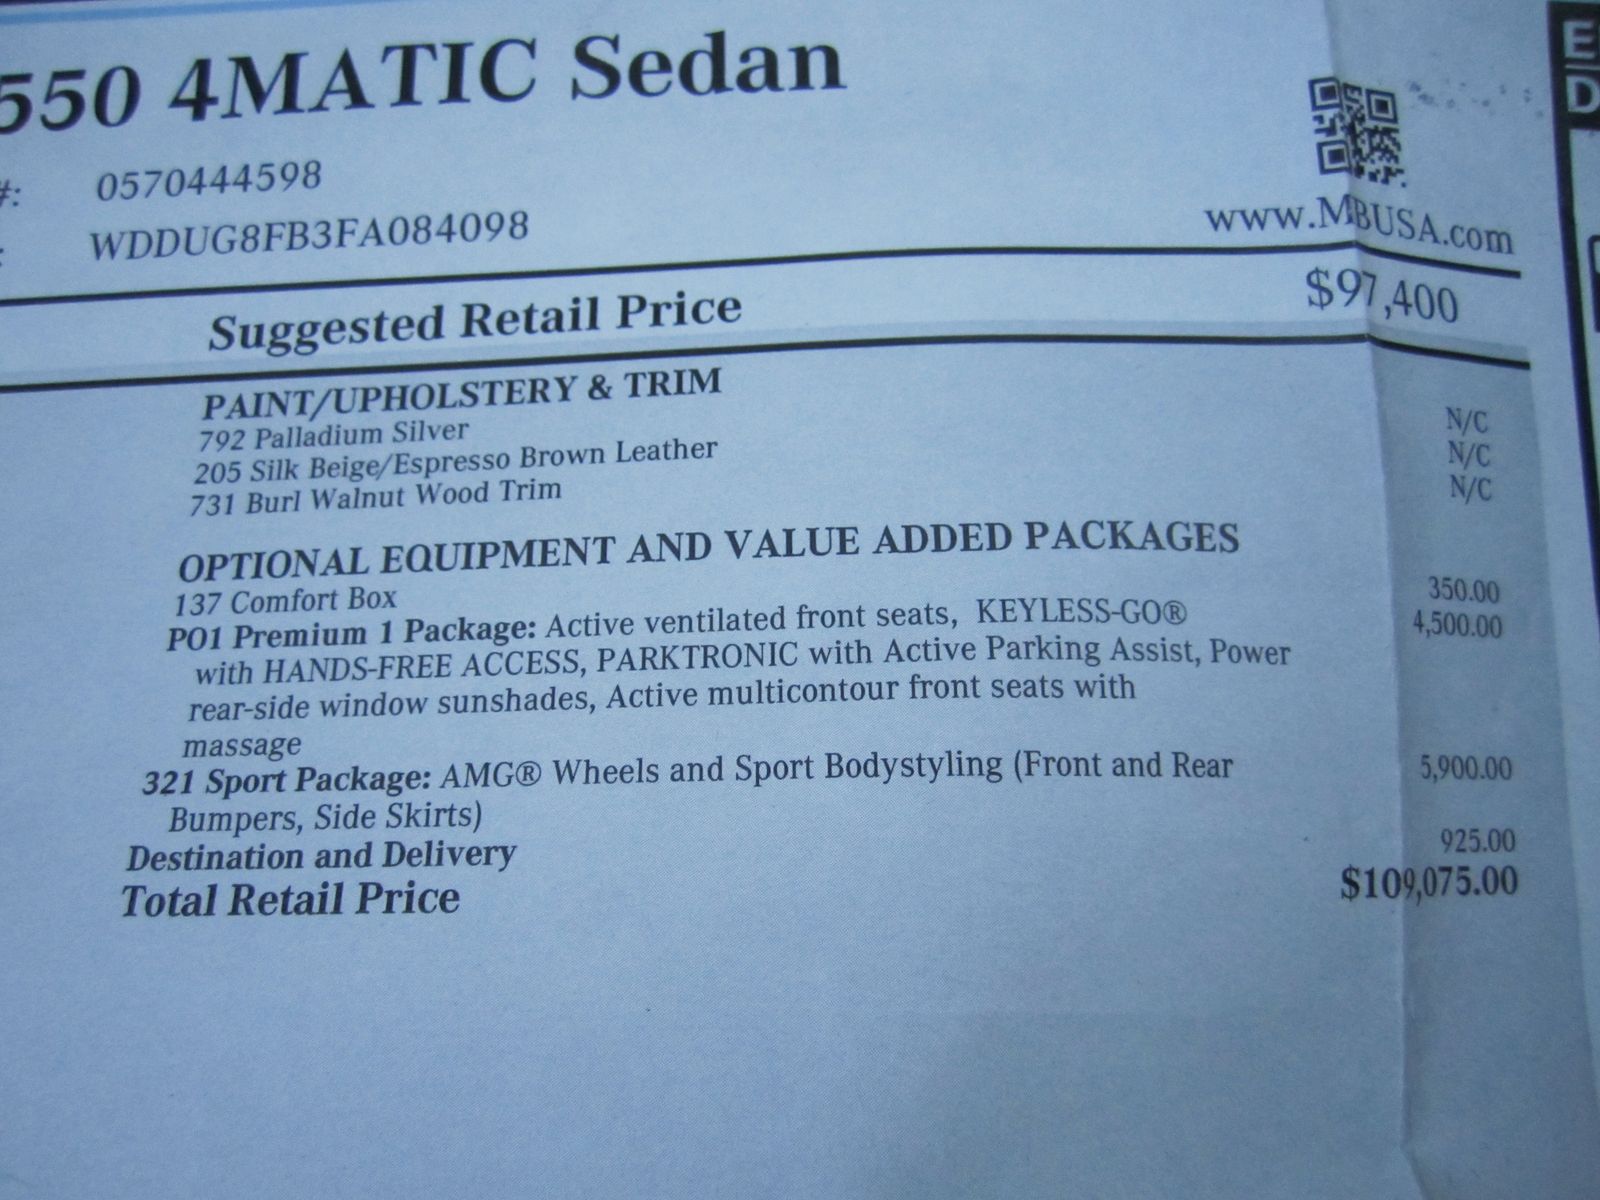 550 4MATIC Sedan
#: 0570444598
: WDDUG8FB3FA084098
www.MBUSA.com
Suggested Retail Price $97,400
PAINT/UPHOLSTERY & TRIM
792 Palladium Silver N/C
205 Silk Beige/Espresso Brown Leather N/C
731 Burl Walnut Wood Trim N/C
OPTIONAL EQUIPMENT AND VALUE ADDED PACKAGES
137 Comfort Box 350.00
PO1 Premium 1 Package: Active ventilated front seats, KEYLESS-GO® 4,500.00
with HANDS-FREE ACCESS, PARKTRONIC with Active Parking Assist, Power
rear-side window sunshades, Active multicontour front seats with
massage
321 Sport Package: AMG® Wheels and Sport Bodystyling (Front and Rear 5,900.00
Bumpers, Side Skirts)
Destination and Delivery 925.00
Total Retail Price $109,075.00
E
D